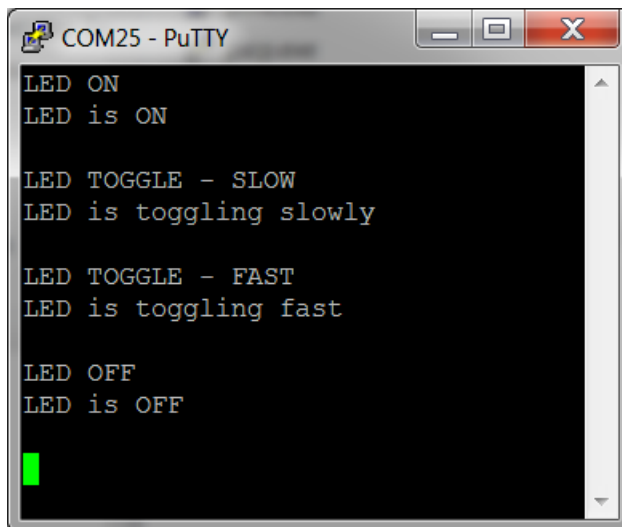 COM25 - PuTTY
LED ON
LED is ON
LED TOGGLE - SLOW
LED is toggling slowly
LED TOGGLE - FAST
LED is toggling fast
LED OFF
LED is OFF